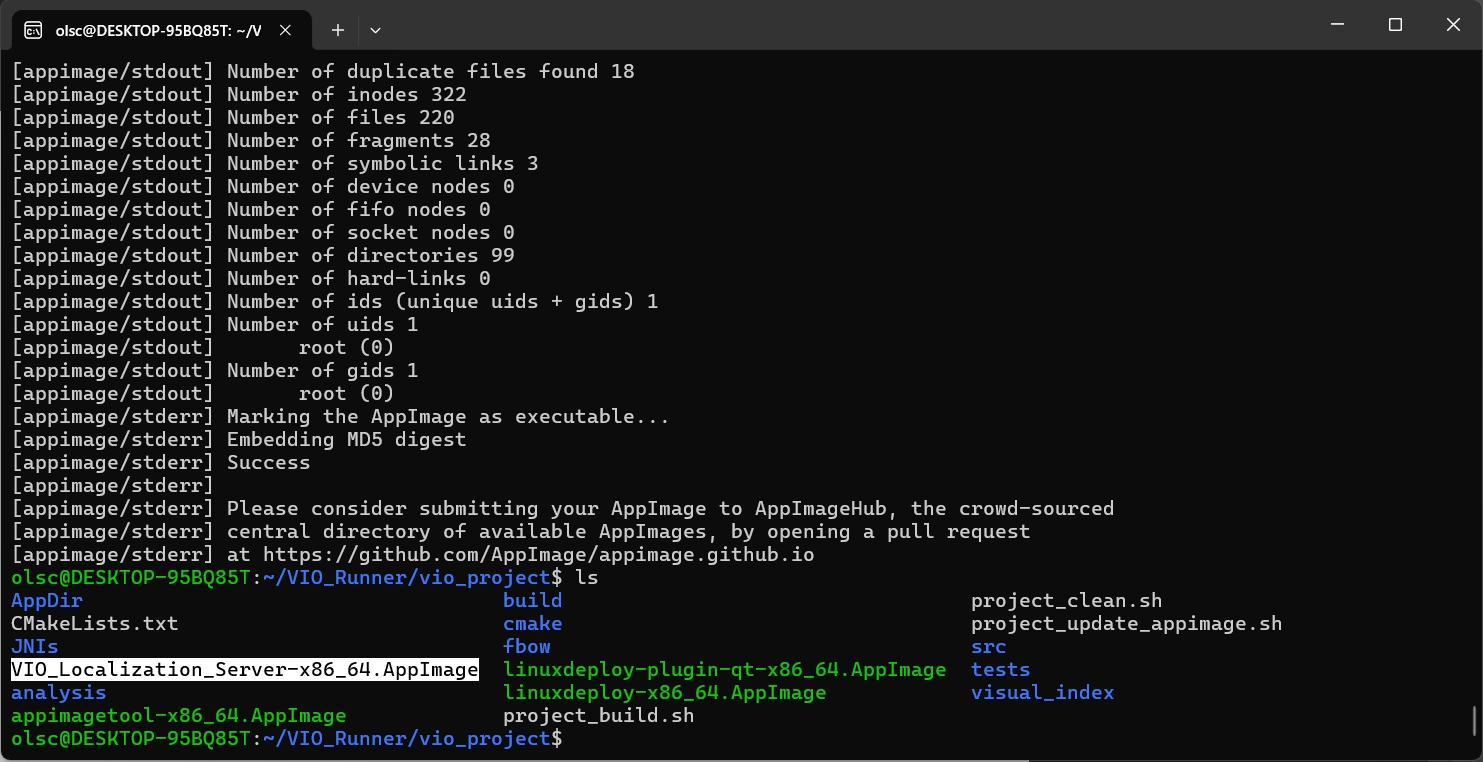 olsc@DESKTOP-95BQ85T: ~/V
[appimage/stdout] Number of duplicate files found 18
[appimage/stdout] Number of inodes 322
[appimage/stdout] Number of files 220
[appimage/stdout] Number of fragments 28
[appimage/stdout] Number of symbolic links 3
[appimage/stdout] Number of device nodes 0
[appimage/stdout] Number of fifo nodes 0
[appimage/stdout] Number of socket nodes 0
[appimage/stdout] Number of directories 99
[appimage/stdout] Number of hard-links 0
[appimage/stdout] Number of ids (unique uids + gids) 1
[appimage/stdout] Number of uids 1
[appimage/stdout]       root (0)
[appimage/stdout] Number of gids 1
[appimage/stdout]       root (0)
[appimage/stderr] Marking the AppImage as executable...
[appimage/stderr] Embedding MD5 digest
[appimage/stderr] Success
[appimage/stderr]
[appimage/stderr] Please consider submitting your AppImage to AppImageHub, the crowd-sourced
[appimage/stderr] central directory of available AppImages, by opening a pull request
[appimage/stderr] at https://github.com/AppImage/appimage.github.io
olsc@DESKTOP-95BQ85T:~/VIO_Runner/vio_project$ ls
AppDir build project_clean.sh
CMakeLists.txt cmake project_update_appimage.sh
JNIs fbow src
VIO_Localization_Server-x86_64.AppImage linuxdeploy-plugin-qt-x86_64.AppImage tests
analysis linuxdeploy-x86_64.AppImage visual_index
appimagetool-x86_64.AppImage project_build.sh
olsc@DESKTOP-95BQ85T:~/VIO_Runner/vio_project$